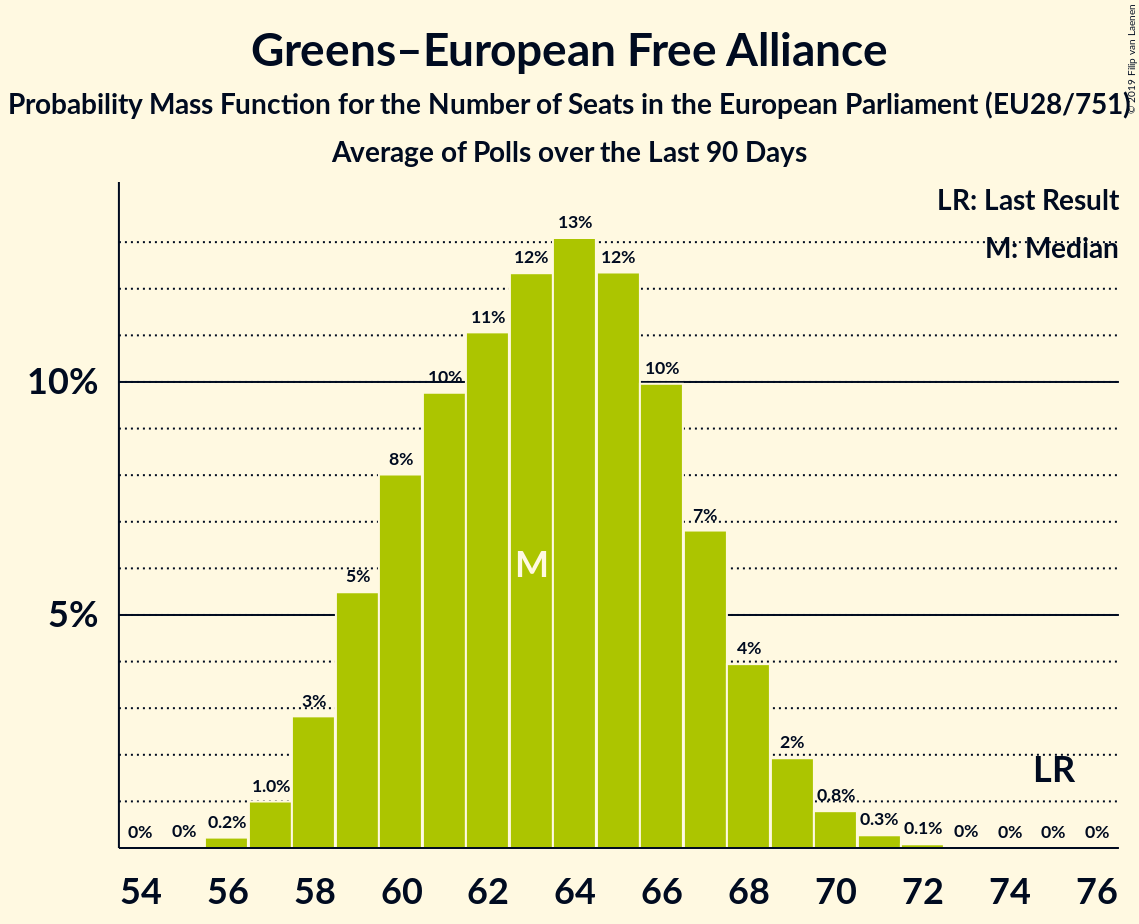 Greens–European Free Alliance
Probability Mass Function for the Number of Seats in the European Parliament (EU28/751)
Average of Polls over the Last 90 Days
© 2019 Filip van Laenen
LR: Last Result
M: Median
10%
5%
0%
0%
0.2%
1.0%
3%
5%
8%
10%
11%
12%
13%
12%
10%
7%
4%
2%
0.8%
0.3%
0.1%
0%
0%
0%
0%
M
LR
54 56 58 60 62 64 66 68 70 72 74 76